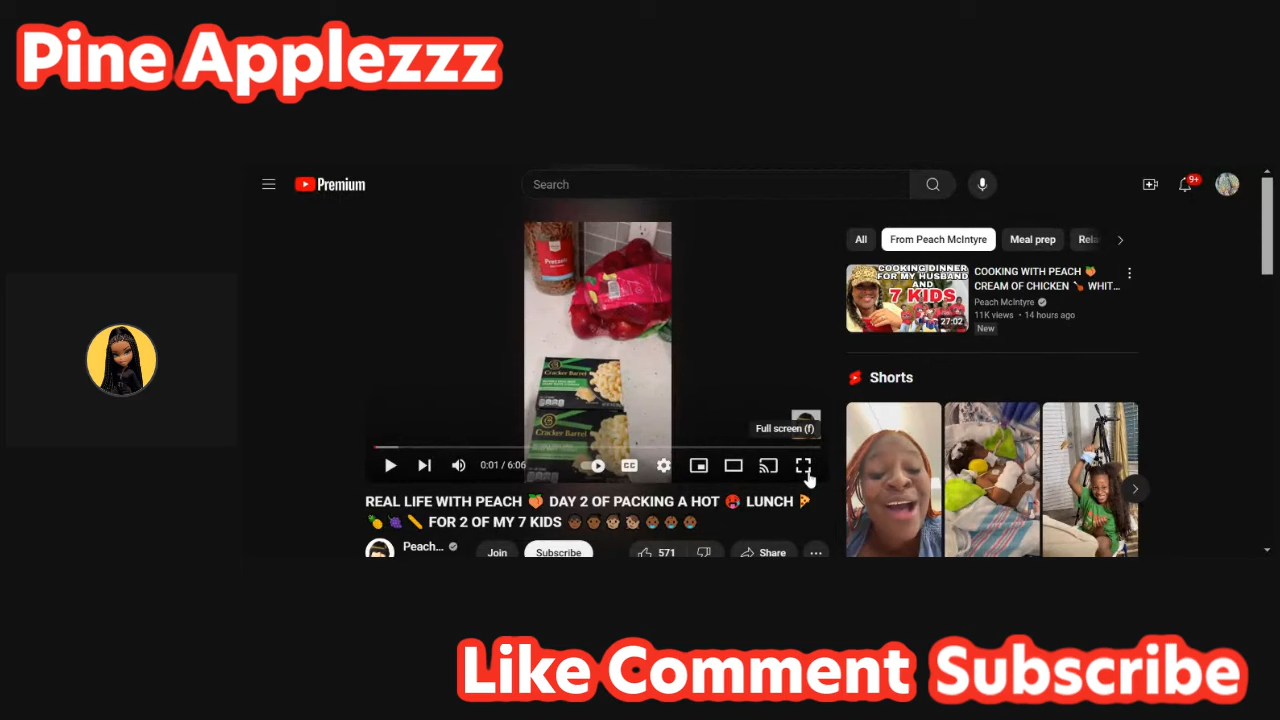 Pine Applezzz
Premium
Search
9+
All
From Peach McIntyre
Meal prep
Rela
Pretzels
COOKING DINNER
FOR MY HUSBAND
AND
7 KIDS
27:02
COOKING WITH PEACH 🍑
CREAM OF CHICKEN 🍗 WHIT...
Peach McIntyre
11K views • 14 hours ago
New
Shorts
Cracker Barrel
Cracker Barrel
Full screen (f)
0:01 / 6:06
CC
REAL LIFE WITH PEACH 🍑 DAY 2 OF PACKING A HOT 🥵 LUNCH 🍕
🍍 🍇 🥖 FOR 2 OF MY 7 KIDS
Peach...
Join
Subscribe
571
Share
Like Comment Subscribe